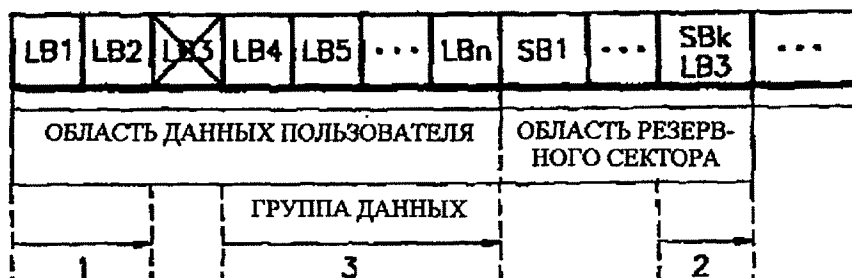 LB1 LB2 LB3 LB4 LB5 ... LBn SB1 ... SBk LB3 ...
ОБЛАСТЬ ДАННЫХ ПОЛЬЗОВАТЕЛЯ
ОБЛАСТЬ РЕЗЕРВ-
НОГО СЕКТОРА
ГРУППА ДАННЫХ
1 3 2